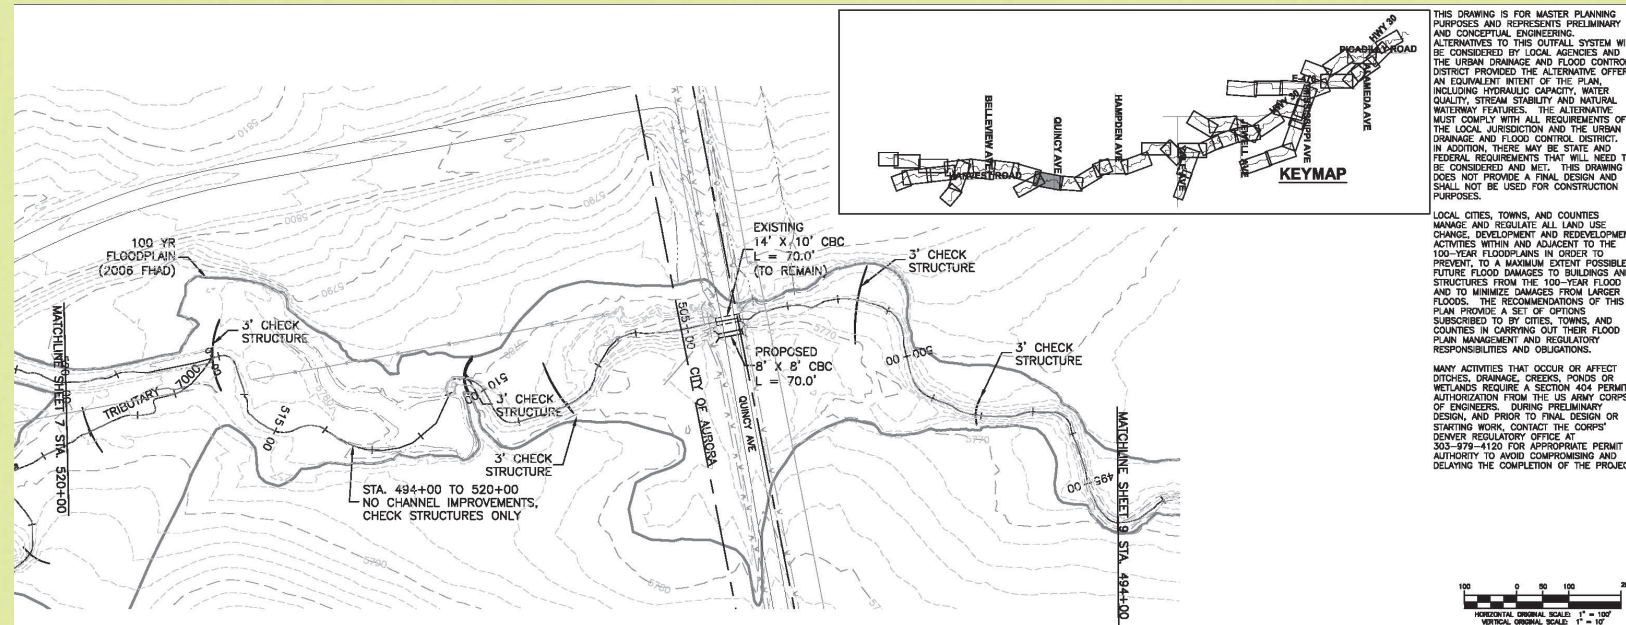 100 YR
FLOODPLAIN
(2006 FHAD)
MATCHLINE SHEET 7 STA. 520+00
3' CHECK
STRUCTURE
TRIBUTARY 7000
515+00
510+00
3' CHECK
STRUCTURE
3' CHECK
STRUCTURE
STA. 494+00 TO 520+00
NO CHANNEL IMPROVEMENTS,
CHECK STRUCTURES ONLY
505+00
CITY OF AURORA
QUINCY AVE
EXISTING
14' X 10' CBC
L = 70.0'
(TO REMAIN)
PROPOSED
8' X 8' CBC
L = 70.0'
3' CHECK
STRUCTURE
500+00
3' CHECK
STRUCTURE
495+00
MATCHLINE SHEET 9 STA. 494+00
5810
5800
5790
5770
5790
5760
BELLEVIEW AVE
HARVEST ROAD
QUINCY AVE
HAMPDEN AVE
JEWELL AVE
HWY 30
MISSISSIPPI AVE
E-470
ALAMEDA AVE
PICADILLY ROAD
HWY 30
KEYMAP
THIS DRAWING IS FOR MASTER PLANNING
PURPOSES AND REPRESENTS PRELIMINARY
AND CONCEPTUAL ENGINEERING.
ALTERNATIVES TO THIS OUTFALL SYSTEM WI
BE CONSIDERED BY LOCAL AGENCIES AND
THE URBAN DRAINAGE AND FLOOD CONTRO
DISTRICT PROVIDED THE ALTERNATIVE OFFER
AN EQUIVALENT INTENT OF THE PLAN,
INCLUDING HYDRAULIC CAPACITY, WATER
QUALITY, STREAM STABILITY AND NATURAL
WATERWAY FEATURES. THE ALTERNATIVE
MUST COMPLY WITH ALL REQUIREMENTS OF
THE LOCAL JURISDICTION AND THE URBAN
DRAINAGE AND FLOOD CONTROL DISTRICT.
IN ADDITION, THERE MAY BE STATE AND
FEDERAL REQUIREMENTS THAT WILL NEED T
BE CONSIDERED AND MET. THIS DRAWING
DOES NOT PROVIDE A FINAL DESIGN AND
SHALL NOT BE USED FOR CONSTRUCTION
PURPOSES.
LOCAL CITIES, TOWNS, AND COUNTIES
MANAGE AND REGULATE ALL LAND USE
CHANGE, DEVELOPMENT AND REDEVELOPMEN
ACTIVITIES WITHIN AND ADJACENT TO THE
100-YEAR FLOODPLAINS IN ORDER TO
PREVENT, TO A MAXIMUM EXTENT POSSIBLE
FUTURE FLOOD DAMAGES TO BUILDINGS AN
STRUCTURES FROM THE 100-YEAR FLOOD
AND TO MINIMIZE DAMAGES FROM LARGER
FLOODS. THE RECOMMENDATIONS OF THIS
PLAN PROVIDE A SET OF OPTIONS
SUBSCRIBED TO BY CITIES, TOWNS, AND
COUNTIES IN CARRYING OUT THEIR FLOOD
PLAIN MANAGEMENT AND REGULATORY
RESPONSIBILITIES AND OBLIGATIONS.
MANY ACTIVITIES THAT OCCUR OR AFFECT
DITCHES, DRAINAGE, CREEKS, PONDS OR
WETLANDS REQUIRE A SECTION 404 PERMIT
AUTHORIZATION FROM THE US ARMY CORPS
OF ENGINEERS. DURING PRELIMINARY
DESIGN, AND PRIOR TO FINAL DESIGN OR
STARTING WORK, CONTACT THE CORPS'
DENVER REGULATORY OFFICE AT
303-979-4120 FOR APPROPRIATE PERMIT
AUTHORITY TO AVOID COMPROMISING AND
DELAYING THE COMPLETION OF THE PROJEC
100 0 50 100
HORIZONTAL ORIGINAL SCALE: 1" = 100'
VERTICAL ORIGINAL SCALE: 1" = 10'